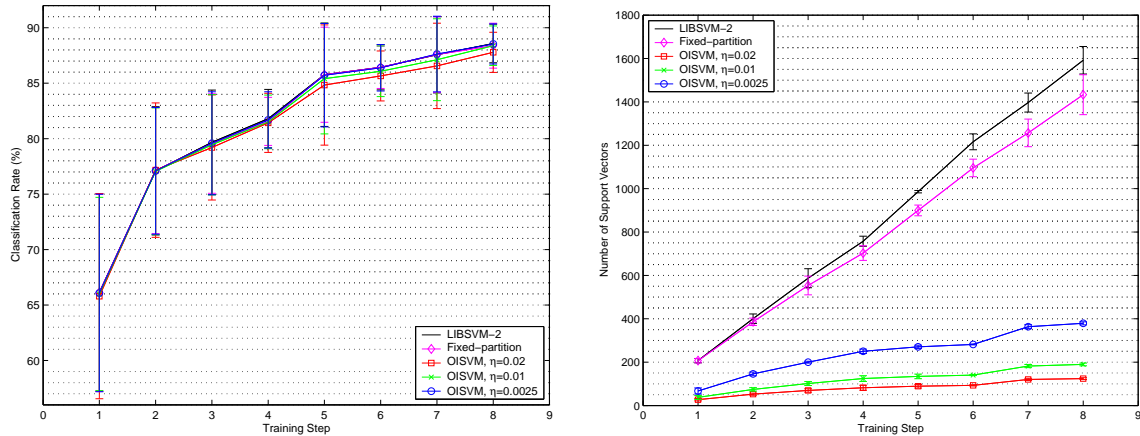 90
85
80
75
70
65
60
Classification Rate (%)
0 1 2 3 4 5 6 7 8 9
Training Step
LIBSVM−2
Fixed−partition
OISVM, η=0.02
OISVM, η=0.01
OISVM, η=0.0025
1800
1600
1400
1200
1000
800
600
400
200
0
Number of Support Vectors
0 1 2 3 4 5 6 7 8 9
Training Step
LIBSVM−2
Fixed−partition
OISVM, η=0.02
OISVM, η=0.01
OISVM, η=0.0025